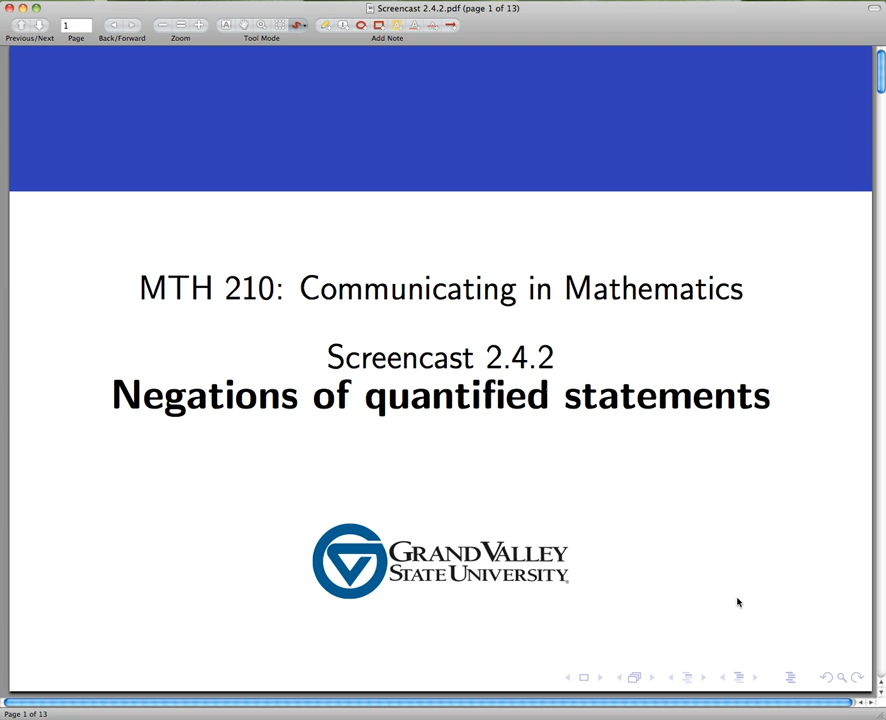 Screencast 2.4.2.pdf (page 1 of 13)
1
Previous/Next Page Back/Forward Zoom Tool Mode Add Note
MTH 210: Communicating in Mathematics
Screencast 2.4.2
Negations of quantified statements
GRAND VALLEY
STATE UNIVERSITY.
Page 1 of 13